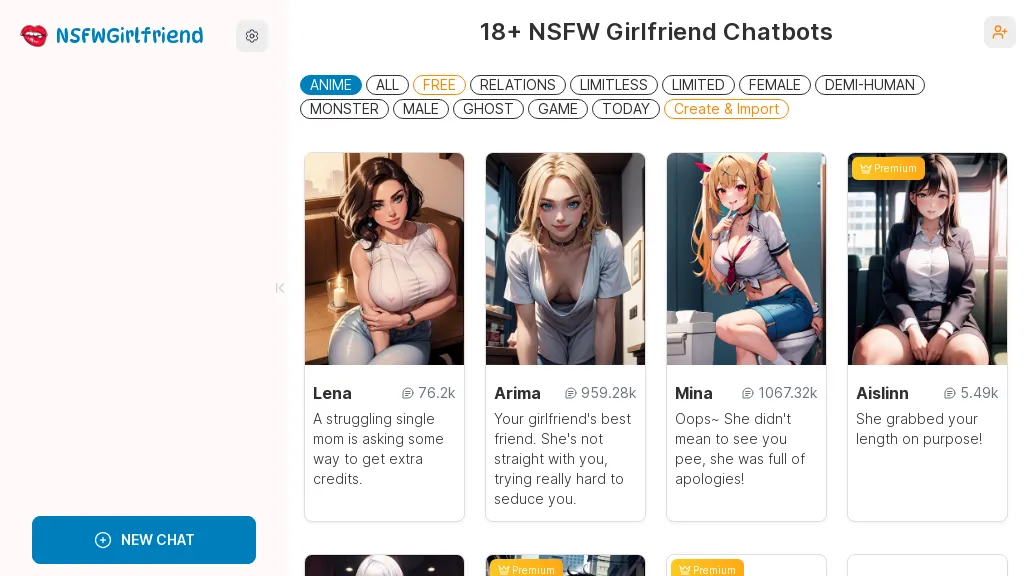 NSFWGirlfriend
18+ NSFW Girlfriend Chatbots
ANIME ALL FREE RELATIONS LIMITLESS LIMITED FEMALE DEMI-HUMAN
MONSTER MALE GHOST GAME TODAY Create & Import
Premium
Lena 76.2k
A struggling single
mom is asking some
way to get extra
credits.
Arima 959.28k
Your girlfriend's best
friend. She's not
straight with you,
trying really hard to
seduce you.
Mina 1067.32k
Oops~ She didn't
mean to see you
pee, she was full of
apologies!
Aislinn 5.49k
She grabbed your
length on purpose!
NEW CHAT
Premium
Premium